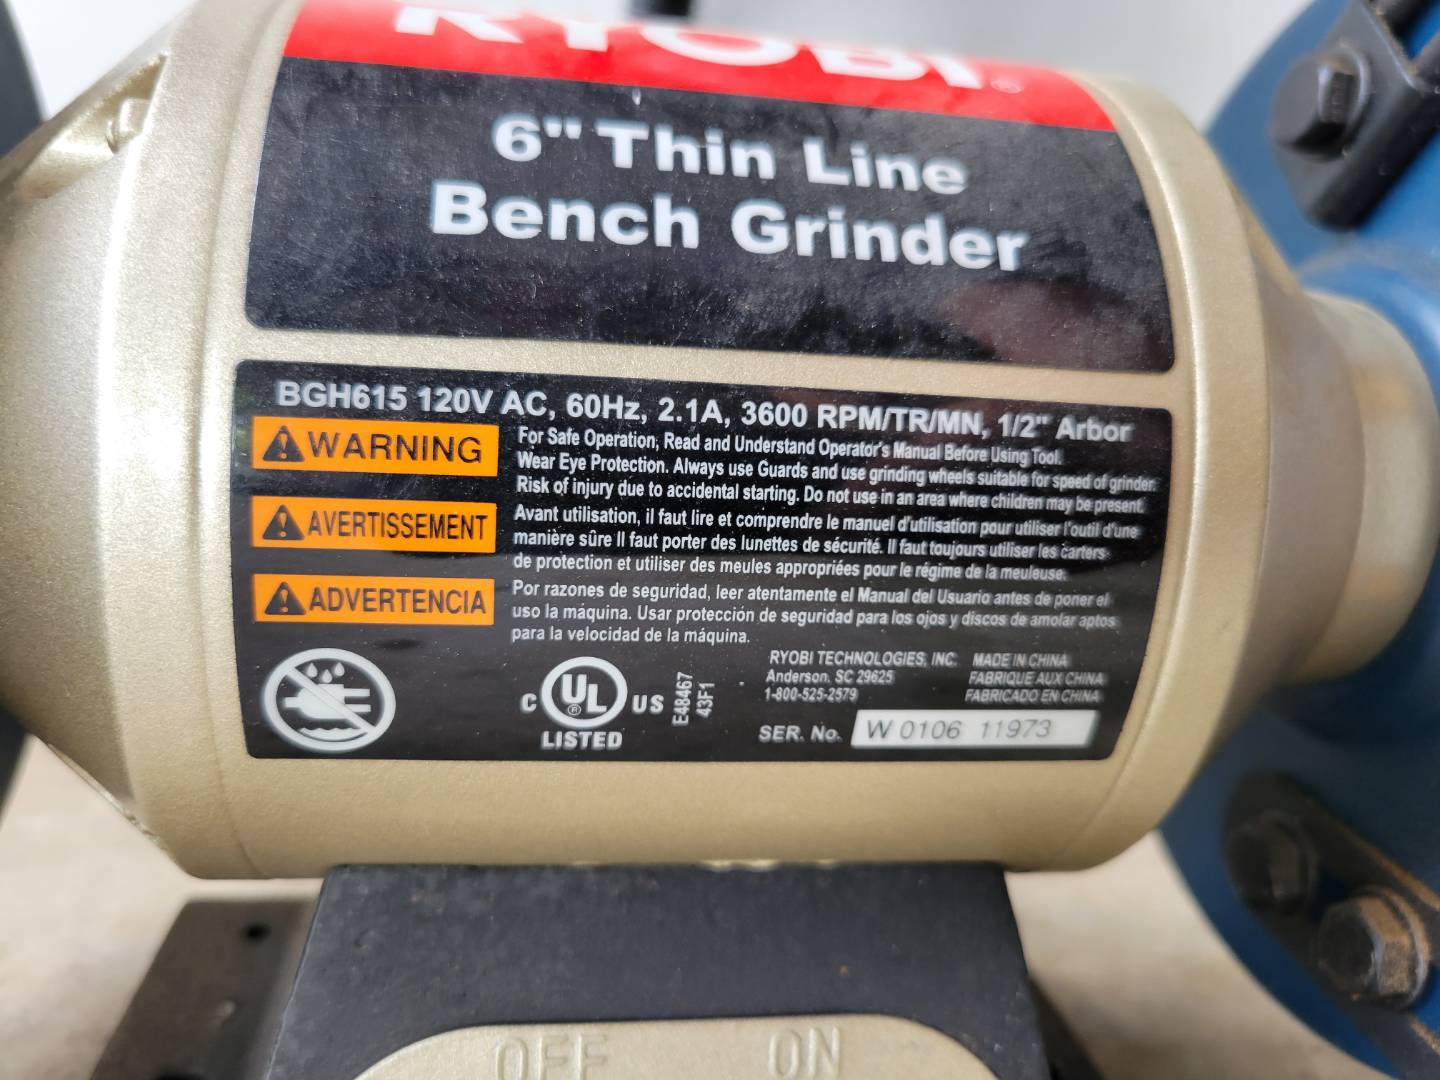 RYOBI®
6" Thin Line
Bench Grinder
BGH615 120V AC, 60Hz, 2.1A, 3600 RPM/TR/MN, 1/2" Arbor
WARNING
For Safe Operation, Read and Understand Operator's Manual Before Using Tool.
Wear Eye Protection. Always use Guards and use grinding wheels suitable for speed of grinder.
Risk of injury due to accidental starting. Do not use in an area where children may be present.
AVERTISSEMENT
Avant utilisation, il faut lire et comprendre le manuel d'utilisation pour utiliser l'outil d'une
manière sûre Il faut porter des lunettes de sécurité. Il faut toujours utiliser les carters
de protection et utiliser des meules appropriées pour le régime de la meuleuse.
ADVERTENCIA
Por razones de seguridad, leer atentamente el Manual del Usuario antes de poner el
uso la máquina. Usar protección de seguridad para los ojos y discos de amolar aptos
para la velocidad de la máquina.
C UL® US
LISTED
E48467
43F1
RYOBI TECHNOLOGIES, INC.
Anderson, SC 29625
1-800-525-2579
MADE IN CHINA
FABRIQUE AUX CHINA
FABRICADO EN CHINA
SER. No. W 0106 11973
OFF ON